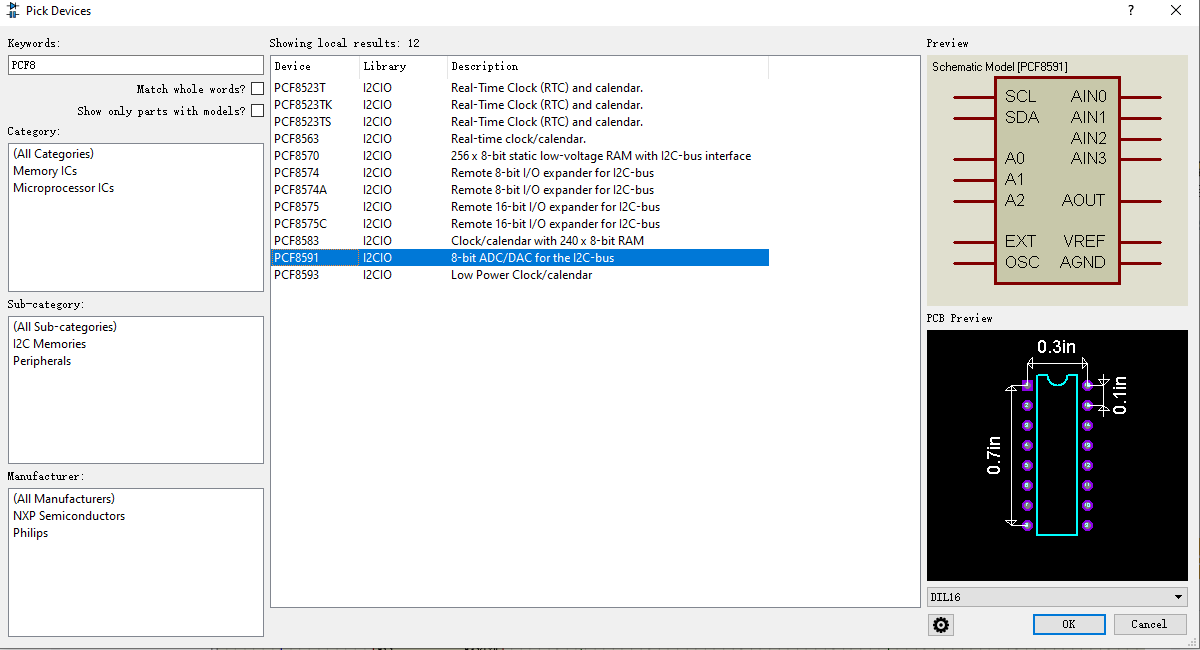 Pick Devices
Keywords:
PCF8
Match whole words?
Show only parts with models?
Category:
(All Categories)
Memory ICs
Microprocessor ICs
Sub-category:
(All Sub-categories)
I2C Memories
Peripherals
Manufacturer:
(All Manufacturers)
NXP Semiconductors
Philips
Showing local results: 12
Device Library Description
PCF8523T I2CIO Real-Time Clock (RTC) and calendar.
PCF8523TK I2CIO Real-Time Clock (RTC) and calendar.
PCF8523TS I2CIO Real-Time Clock (RTC) and calendar.
PCF8563 I2CIO Real-time clock/calendar.
PCF8570 I2CIO 256 x 8-bit static low-voltage RAM with I2C-bus interface
PCF8574 I2CIO Remote 8-bit I/O expander for I2C-bus
PCF8574A I2CIO Remote 8-bit I/O expander for I2C-bus
PCF8575 I2CIO Remote 16-bit I/O expander for I2C-bus
PCF8575C I2CIO Remote 16-bit I/O expander for I2C-bus
PCF8583 I2CIO Clock/calendar with 240 x 8-bit RAM
PCF8591 I2CIO 8-bit ADC/DAC for the I2C-bus
PCF8593 I2CIO Low Power Clock/calendar
Preview
Schematic Model [PCF8591]
SCL AIN0
SDA AIN1
AIN2
A0 AIN3
A1
A2 AOUT
EXT VREF
OSC AGND
PCB Preview
0.3in
0.1in
0.7in
DIL16
OK Cancel